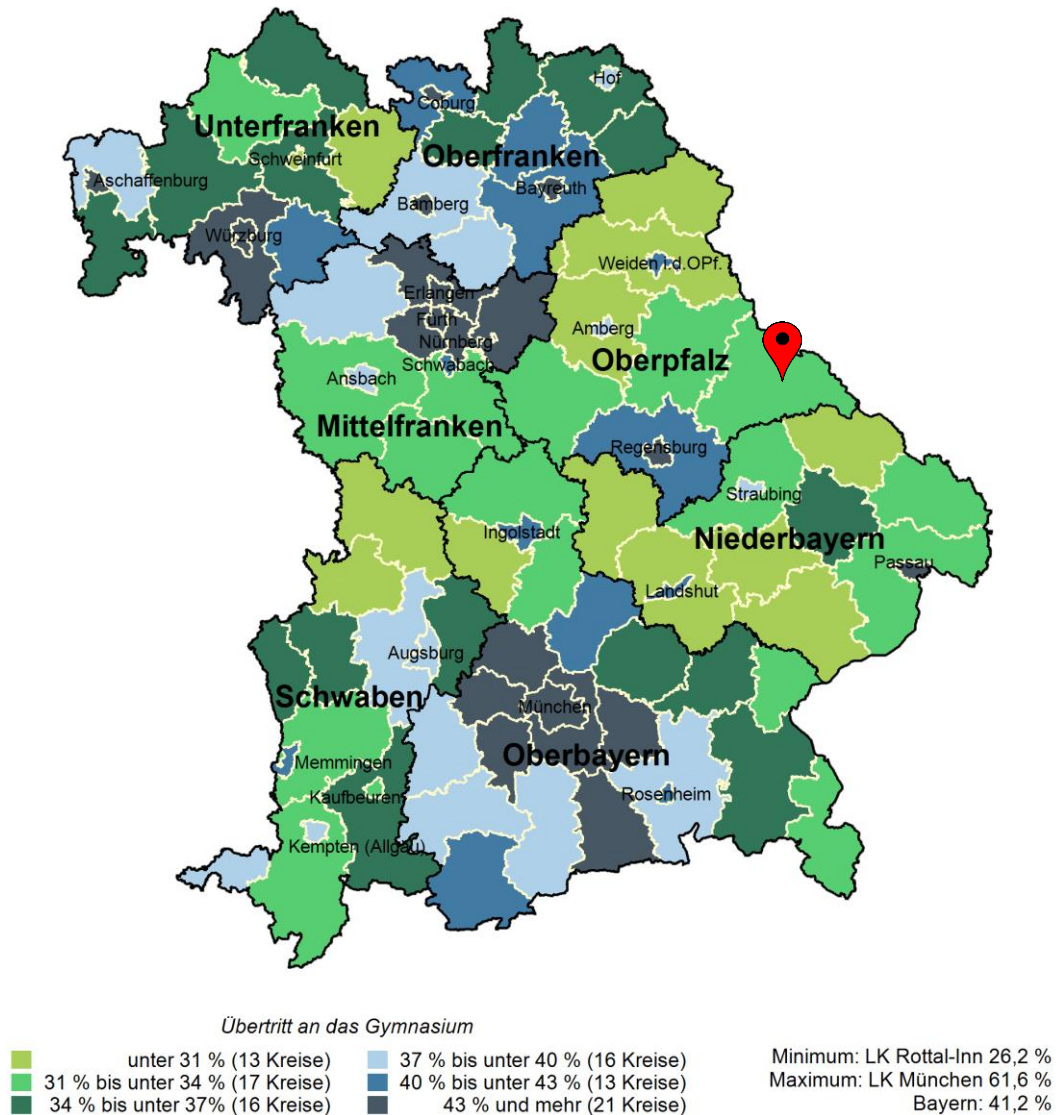 Hof
Coburg
Unterfranken
Oberfranken
Schweinfurt
Aschaffenburg
Bayreuth
Bamberg
Würzburg
Weiden i.d.OPf.
Erlangen
Fürth
Amberg
Nürnberg
Oberpfalz
Schwabach
Ansbach
Mittelfranken
Regensburg
Straubing
Ingolstadt
Niederbayern
Passau
Landshut
Augsburg
Schwaben
München
Oberbayern
Memmingen
Rosenheim
Kaufbeuren
Kempten (Allgäu)
Übertritt an das Gymnasium
unter 31 % (13 Kreise)
31 % bis unter 34 % (17 Kreise)
34 % bis unter 37% (16 Kreise)
37 % bis unter 40 % (16 Kreise)
40 % bis unter 43 % (13 Kreise)
43 % und mehr (21 Kreise)
Minimum: LK Rottal-Inn 26,2 %
Maximum: LK München 61,6 %
Bayern: 41,2 %